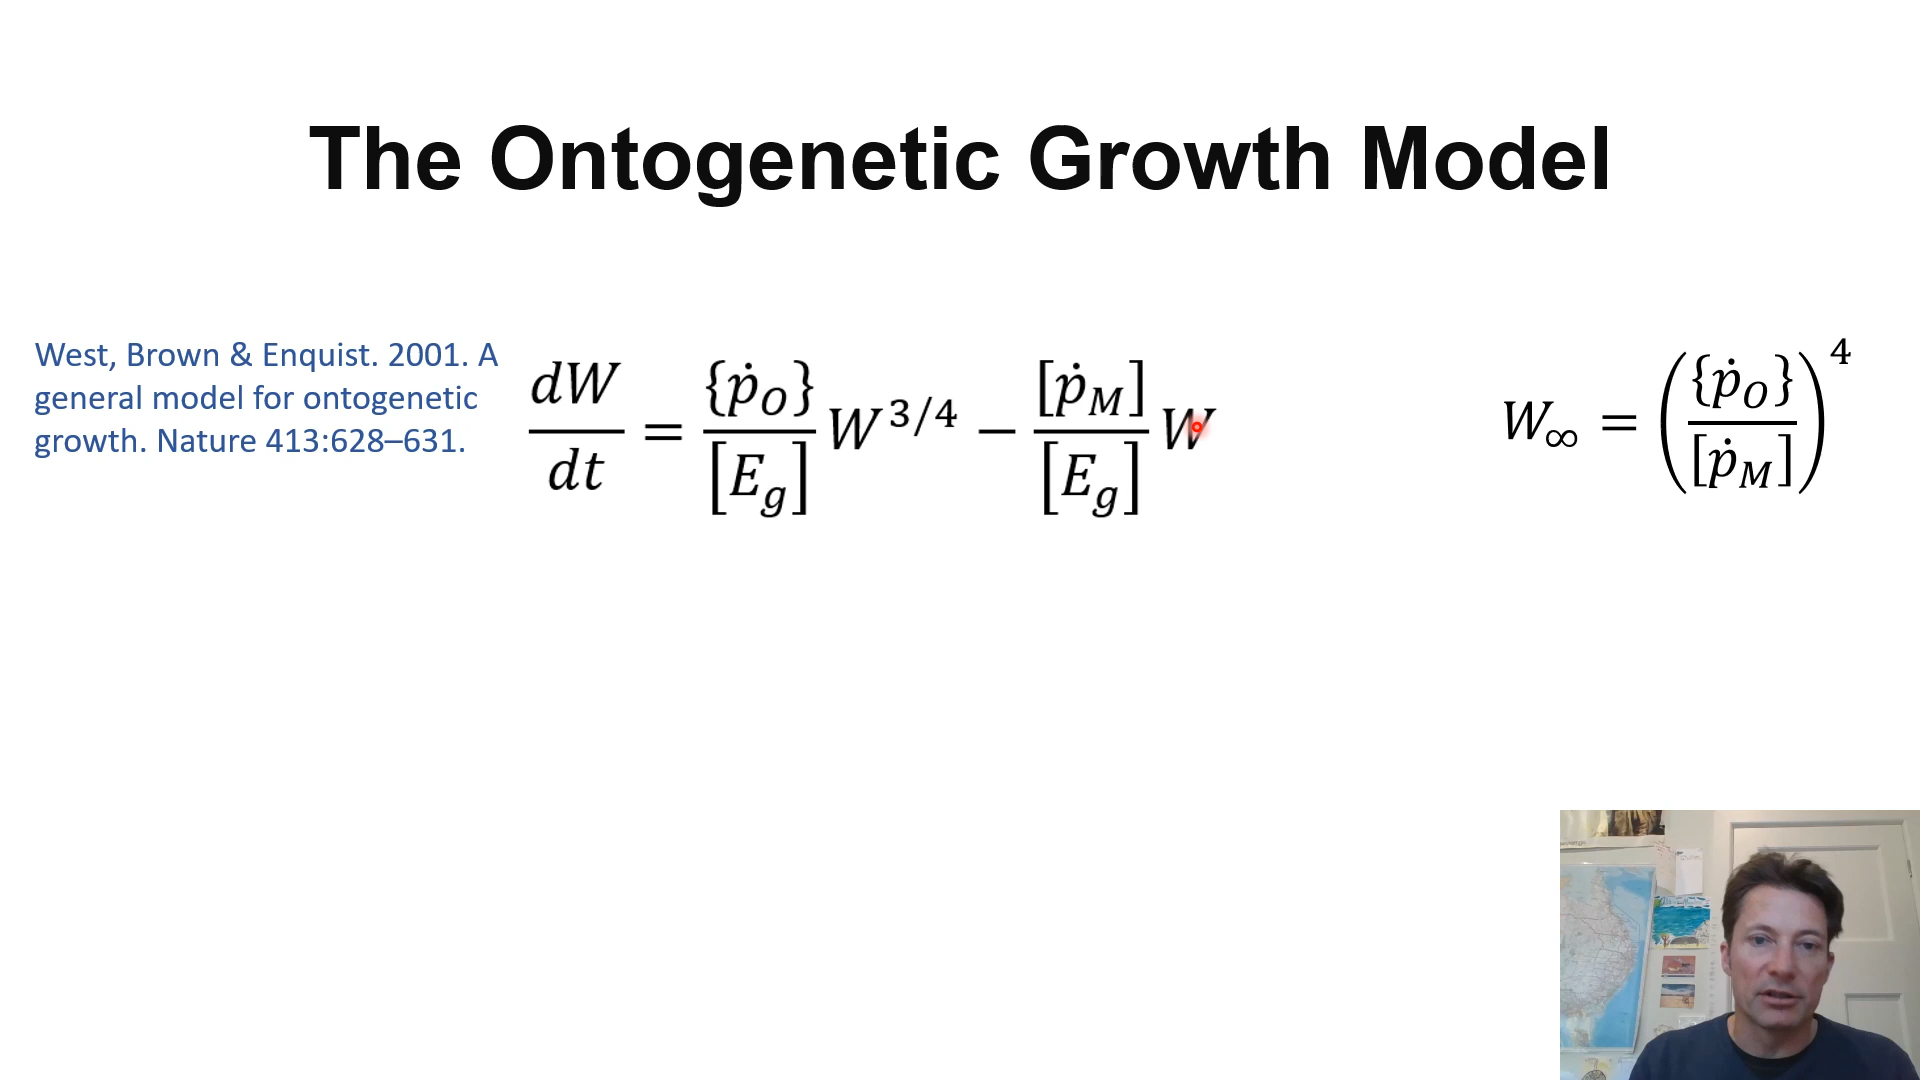 The Ontogenetic Growth Model
West, Brown & Enquist. 2001. A
general model for ontogenetic
growth. Nature 413:628–631.
dW/dt = {ṗ_O}/[E_g] W^3/4 − [ṗ_M]/[E_g] W
W_∞ = ({ṗ_O}/[ṗ_M])^4